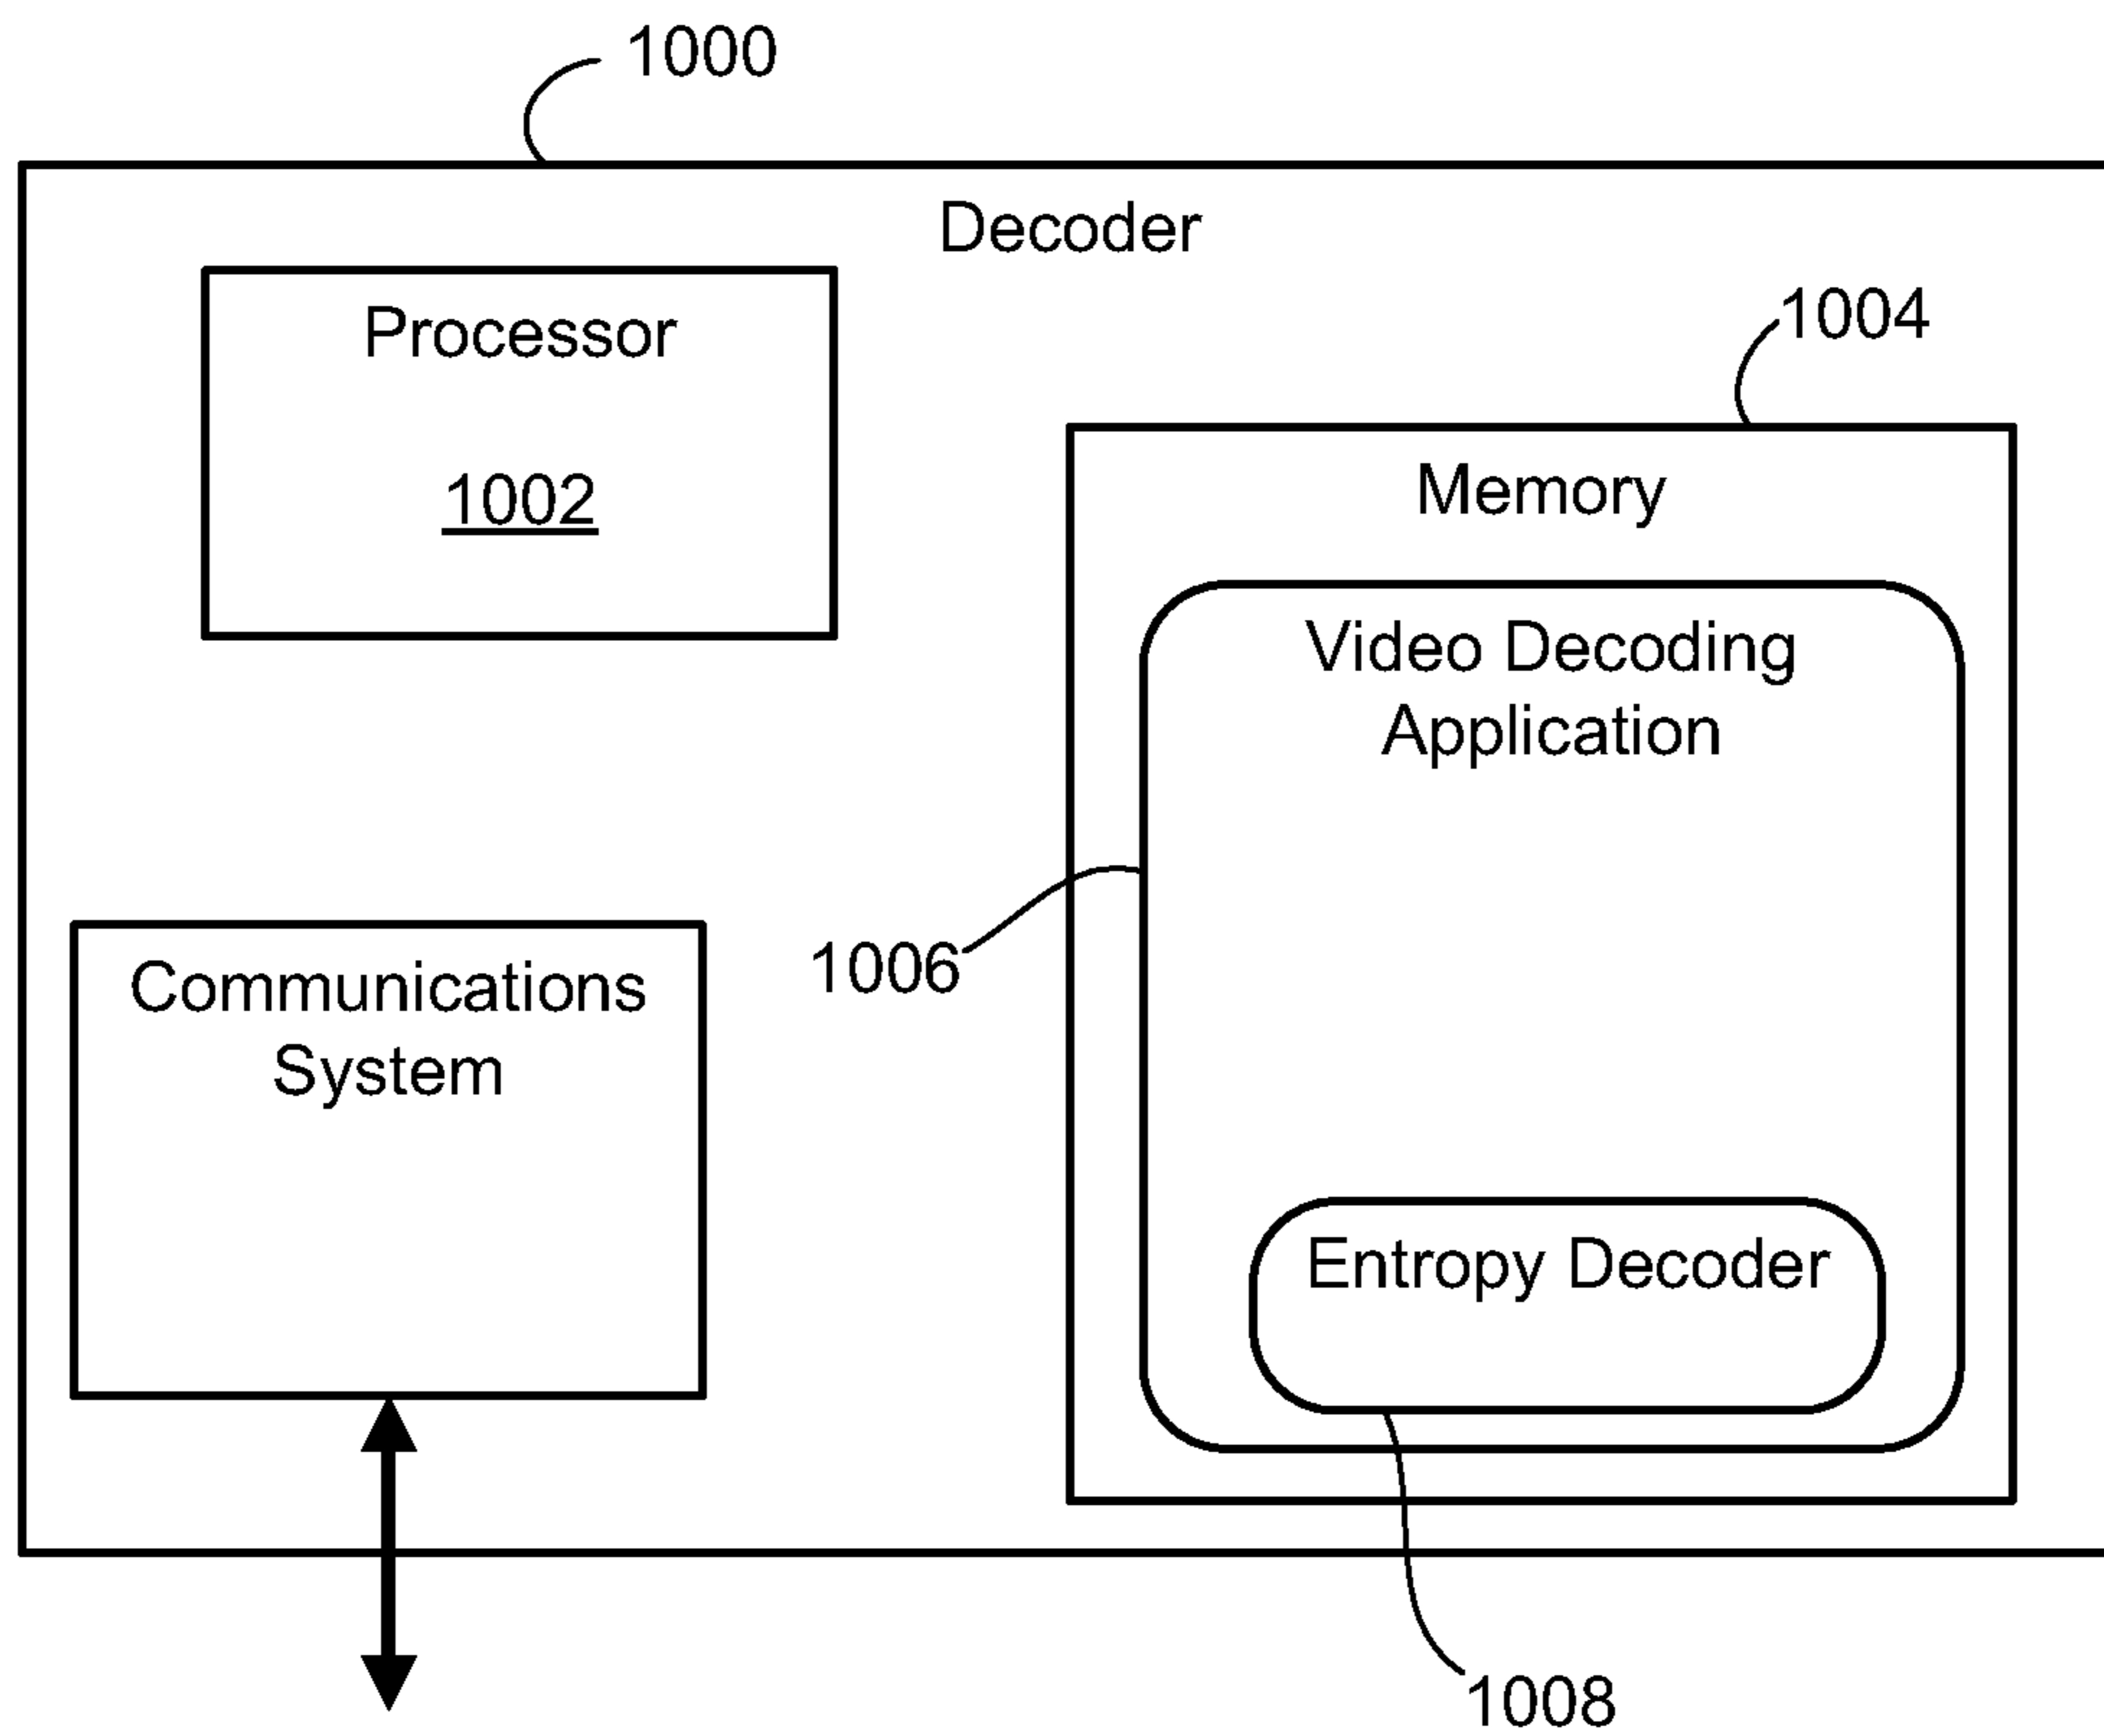 1000
Decoder
Processor
1002
1004
Memory
Video Decoding
Application
1006
Communications
System
Entropy Decoder
1008